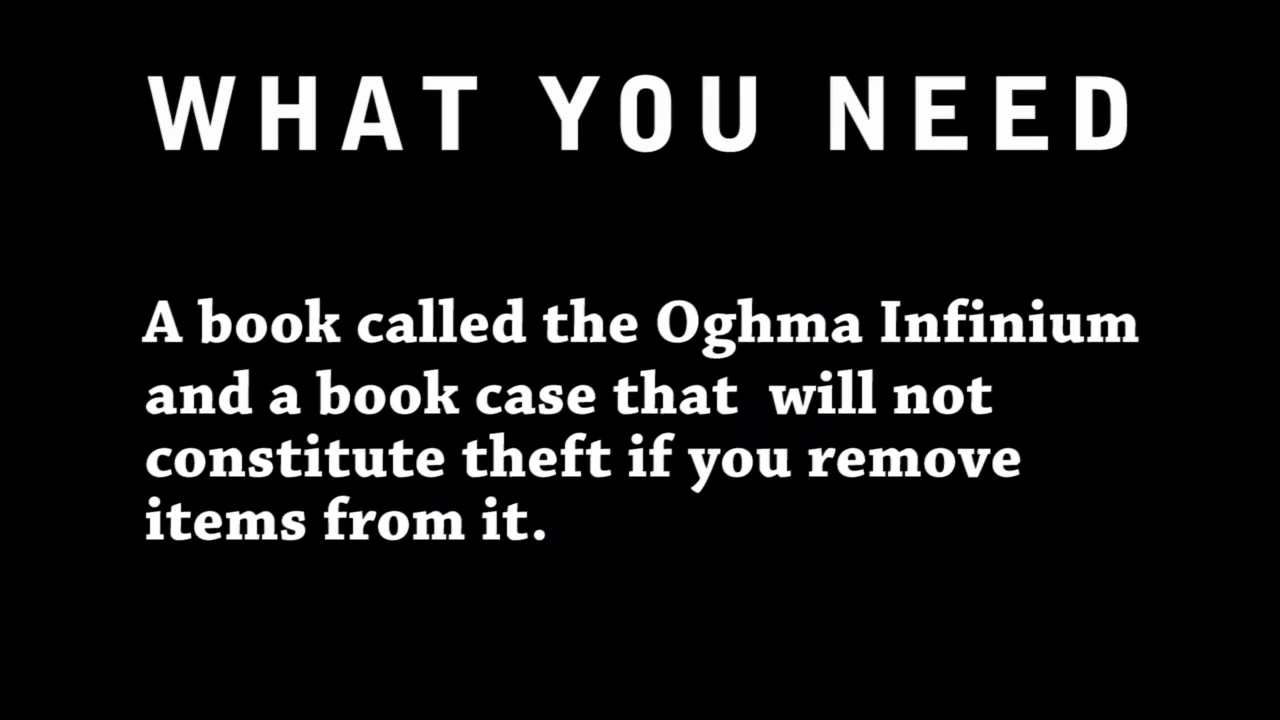 WHAT YOU NEED
A book called the Oghma Infinium
and a book case that  will not
constitute theft if you remove
items from it.